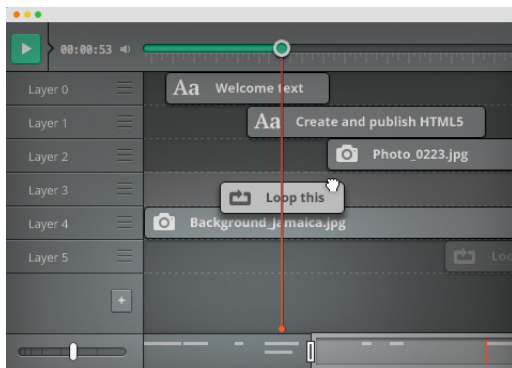 00:00:53
Layer 0
Aa Welcome text
Layer 1
Aa Create and publish HTML5
Layer 2
Photo_0223.jpg
Layer 3
Loop this
Layer 4
Background_Jamaica.jpg
Layer 5
Loo
+